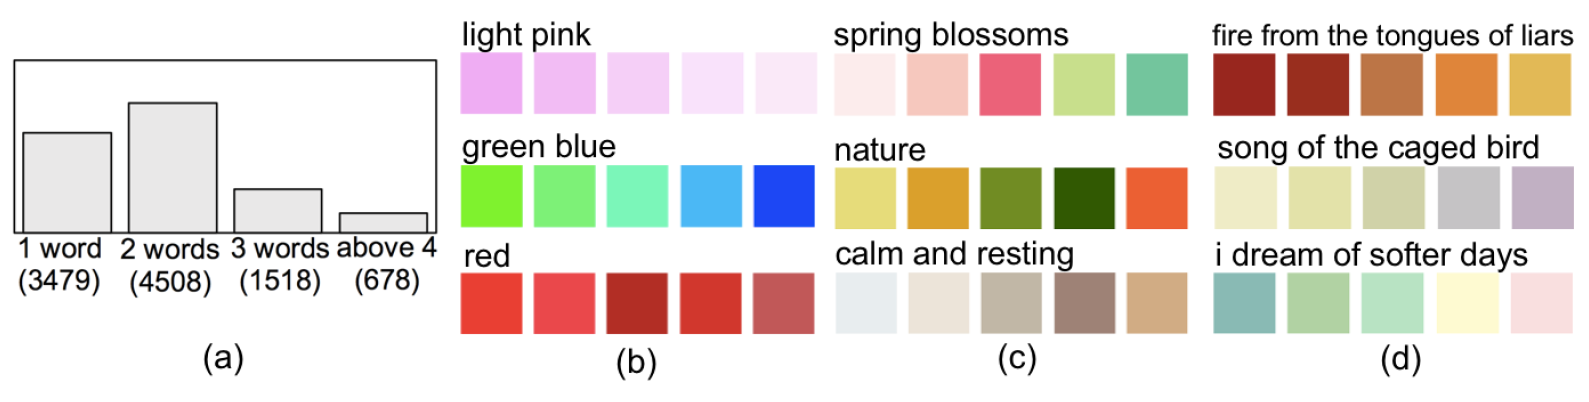 1 word 2 words 3 words above 4
(3479) (4508) (1518) (678)
(a)
light pink
green blue
red
(b)
spring blossoms
nature
calm and resting
(c)
fire from the tongues of liars
song of the caged bird
i dream of softer days
(d)